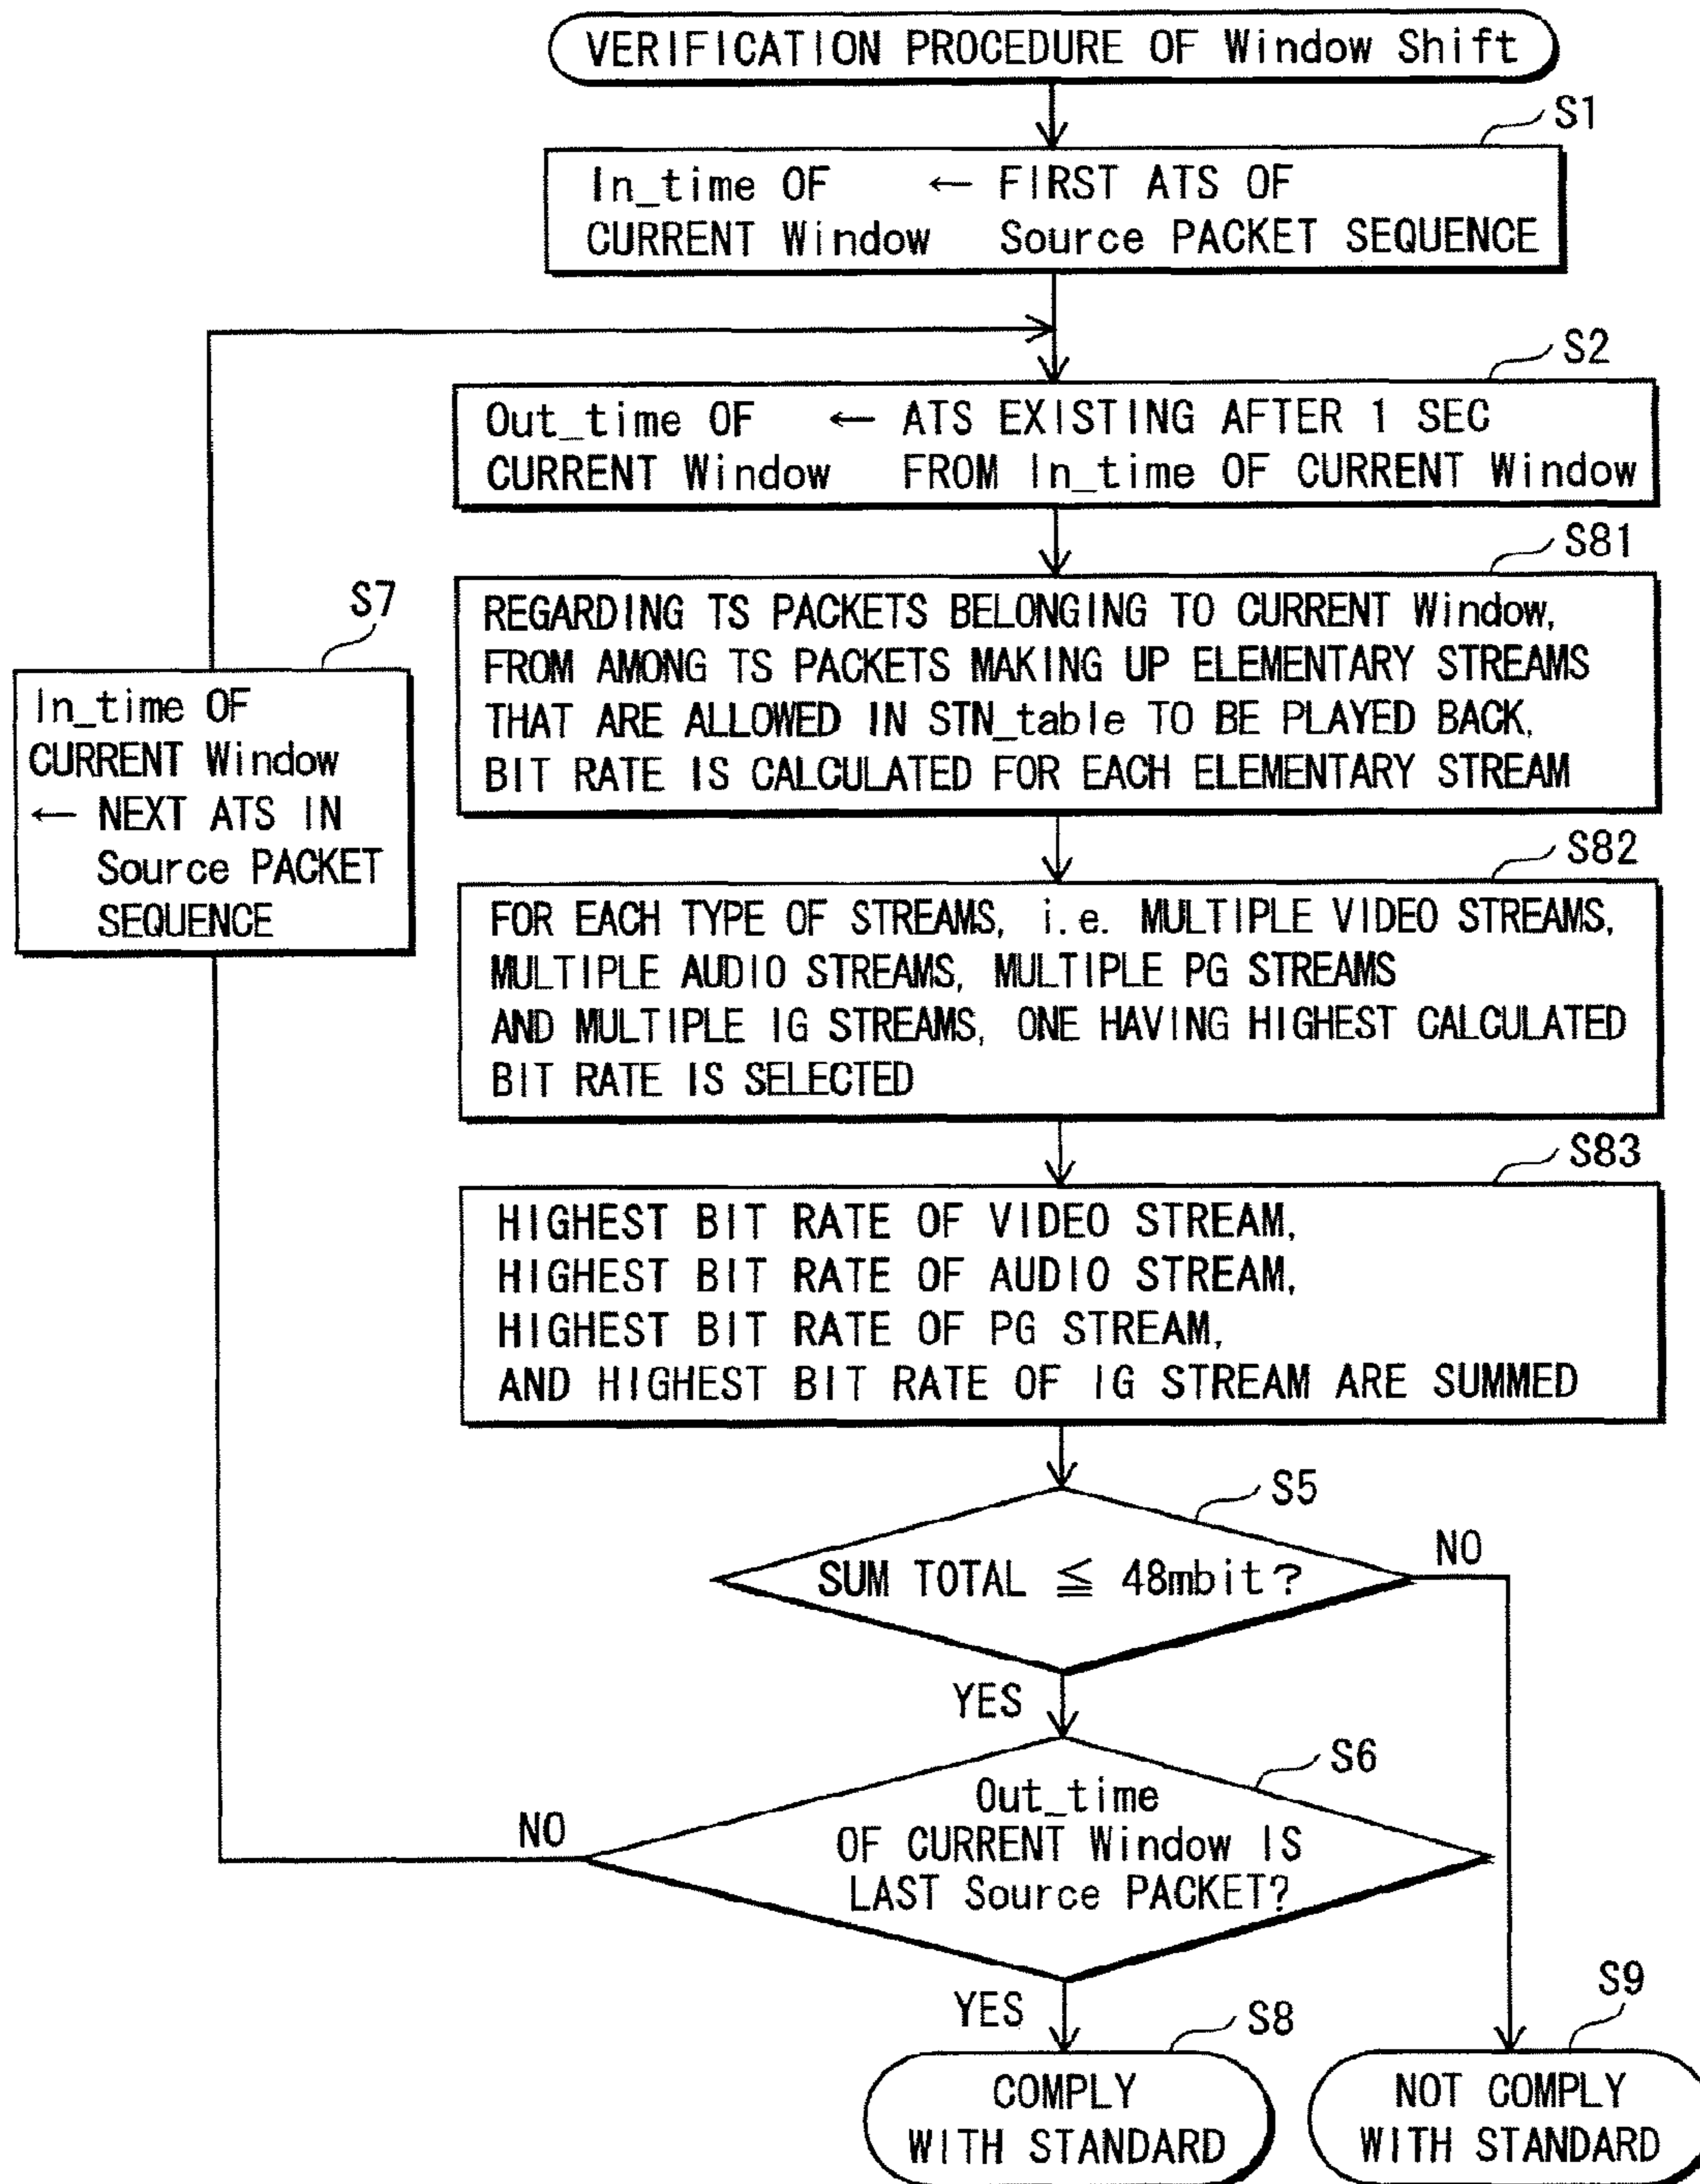 VERIFICATION PROCEDURE OF Window Shift
S1
In_time OF ← FIRST ATS OF
CURRENT Window Source PACKET SEQUENCE
S2
Out_time OF ← ATS EXISTING AFTER 1 SEC
CURRENT Window FROM In_time OF CURRENT Window
S81
REGARDING TS PACKETS BELONGING TO CURRENT Window,
FROM AMONG TS PACKETS MAKING UP ELEMENTARY STREAMS
THAT ARE ALLOWED IN STN_table TO BE PLAYED BACK,
BIT RATE IS CALCULATED FOR EACH ELEMENTARY STREAM
S7
In_time OF
CURRENT Window
← NEXT ATS IN
Source PACKET
SEQUENCE
S82
FOR EACH TYPE OF STREAMS, i.e. MULTIPLE VIDEO STREAMS,
MULTIPLE AUDIO STREAMS, MULTIPLE PG STREAMS
AND MULTIPLE IG STREAMS, ONE HAVING HIGHEST CALCULATED
BIT RATE IS SELECTED
S83
HIGHEST BIT RATE OF VIDEO STREAM,
HIGHEST BIT RATE OF AUDIO STREAM,
HIGHEST BIT RATE OF PG STREAM,
AND HIGHEST BIT RATE OF IG STREAM ARE SUMMED
S5
SUM TOTAL ≦ 48mbit?
NO
YES
S6
Out_time
OF CURRENT Window IS
LAST Source PACKET?
NO
YES
S8
COMPLY
WITH STANDARD
S9
NOT COMPLY
WITH STANDARD